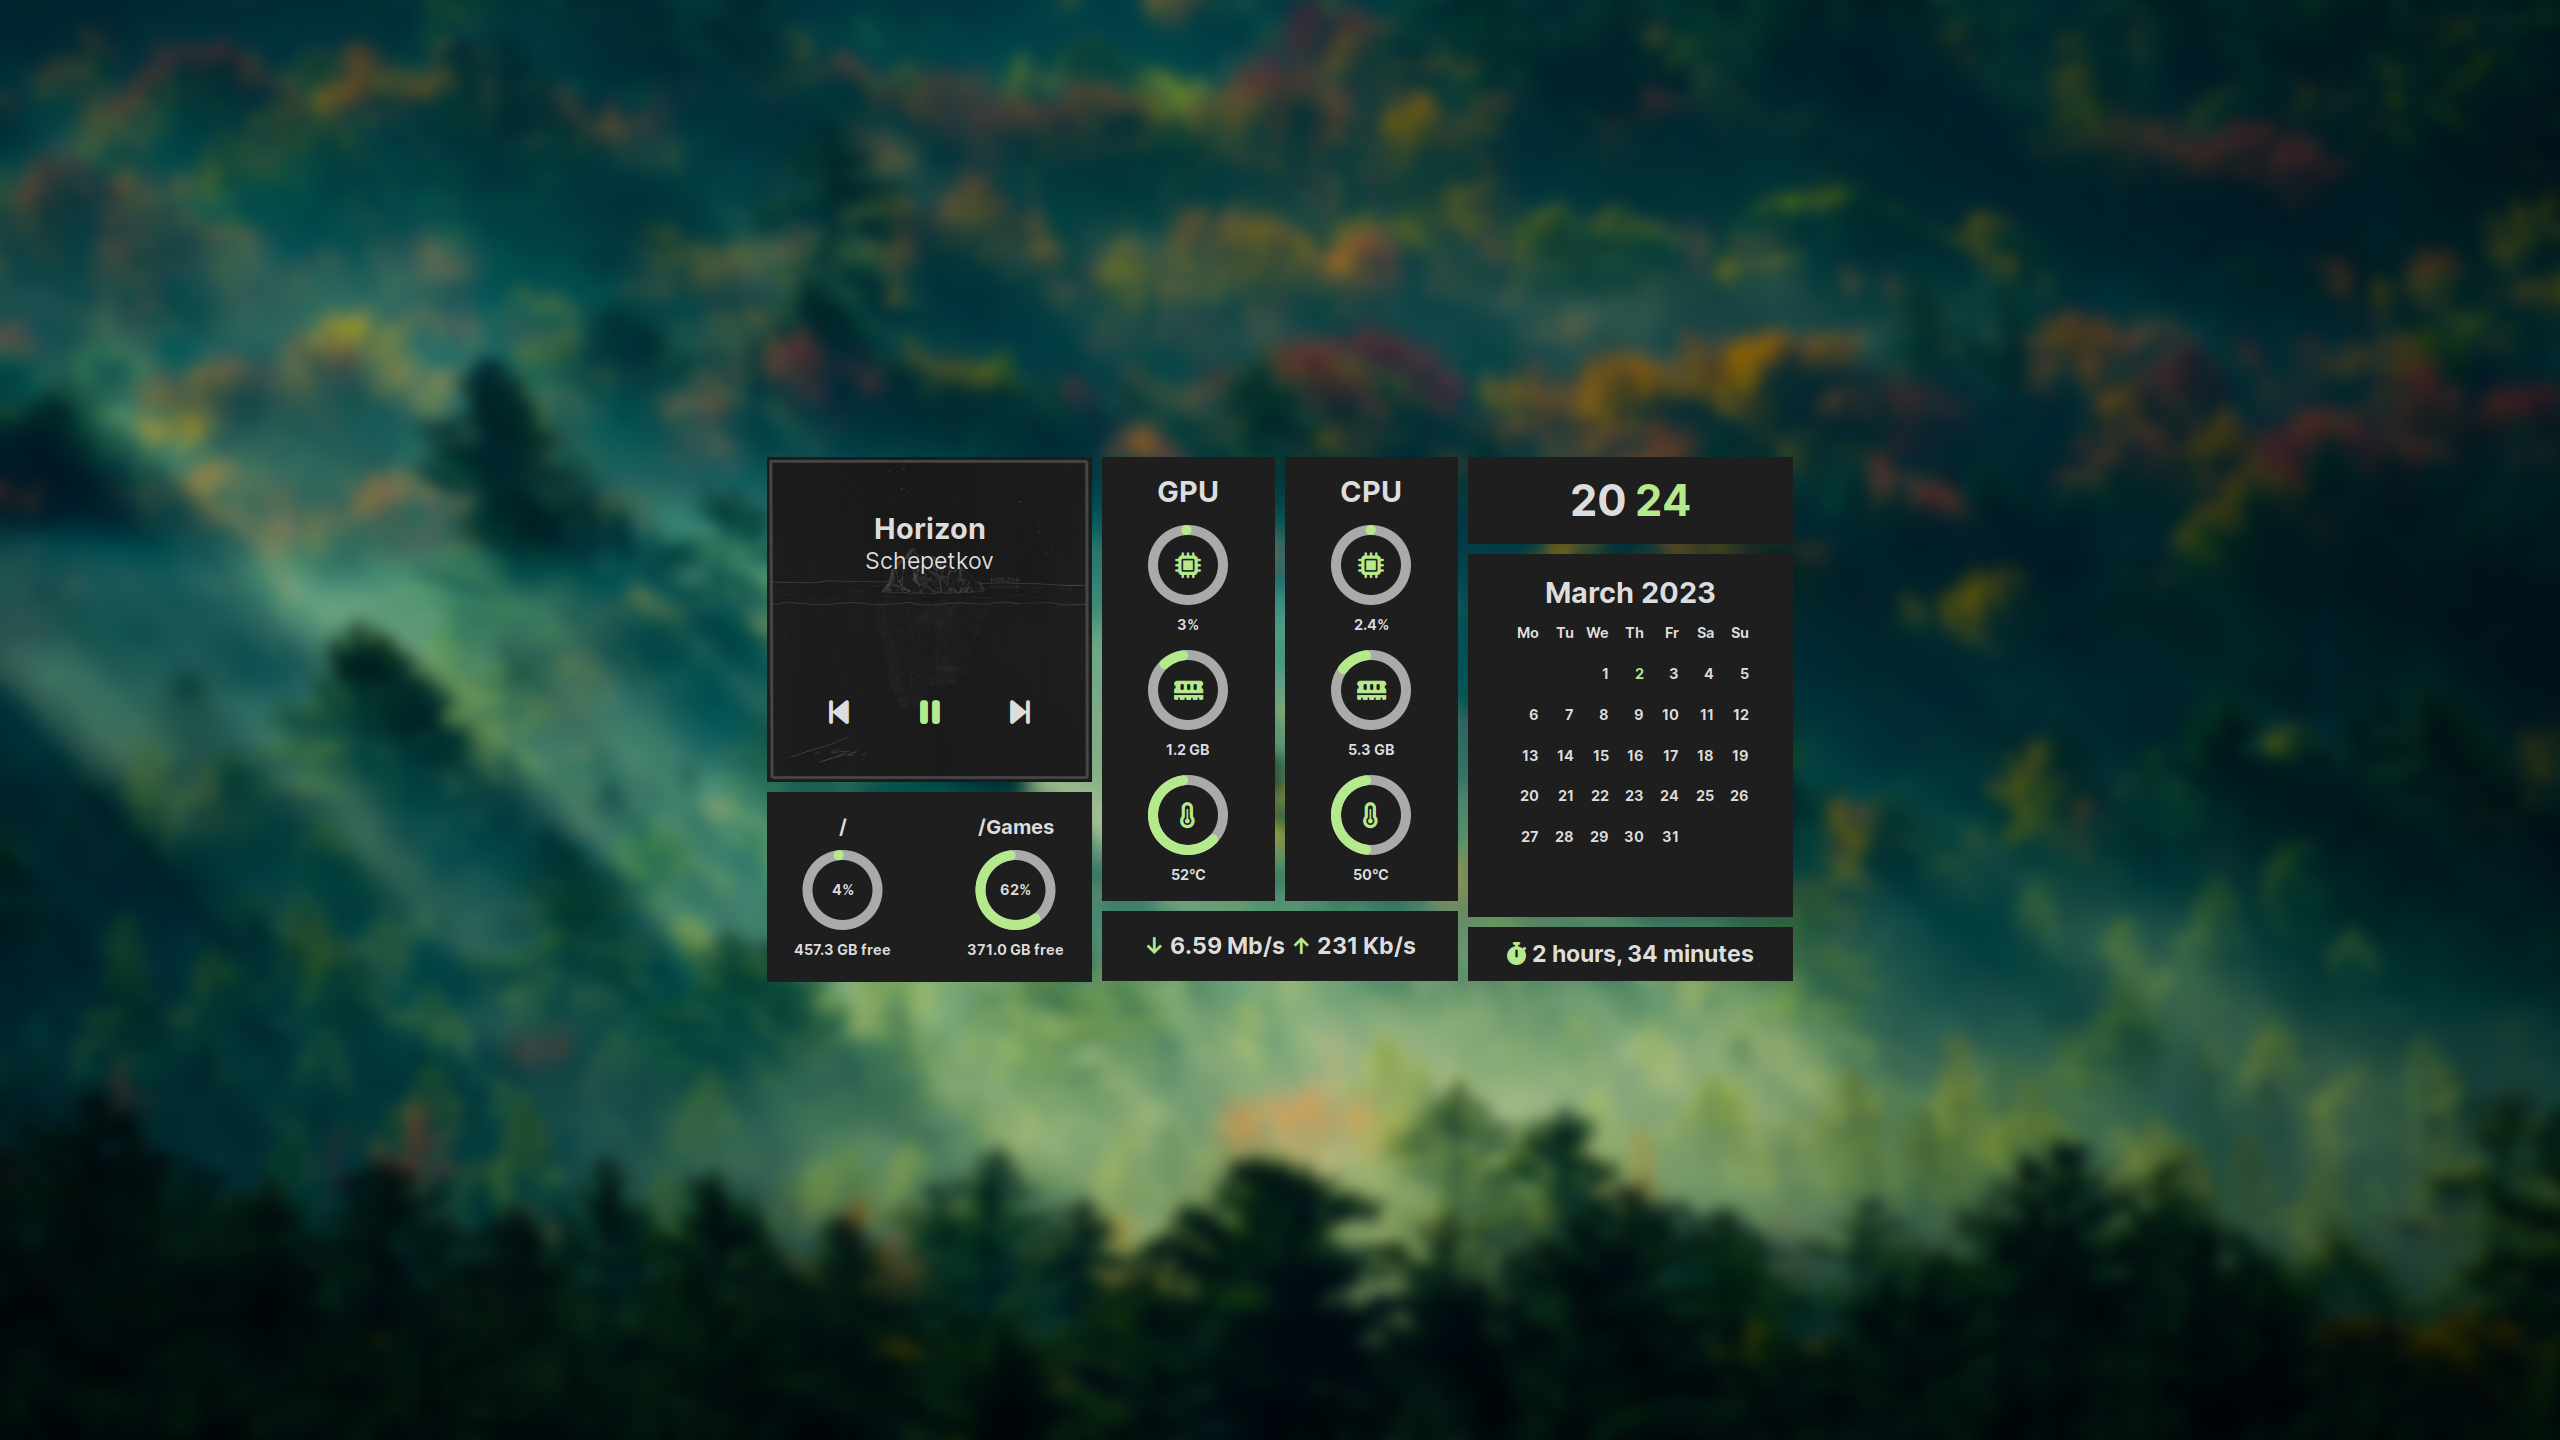 Horizon
Schepetkov
HORIZON
/
4%
457.3 GB free
/Games
62%
371.0 GB free
GPU
3%
1.2 GB
52°C
CPU
2.4%
5.3 GB
50°C
↓ 6.59 Mb/s ↑ 231 Kb/s
20 24
March 2023
Mo Tu We Th Fr Sa Su
1 2 3 4 5
6 7 8 9 10 11 12
13 14 15 16 17 18 19
20 21 22 23 24 25 26
27 28 29 30 31
2 hours, 34 minutes